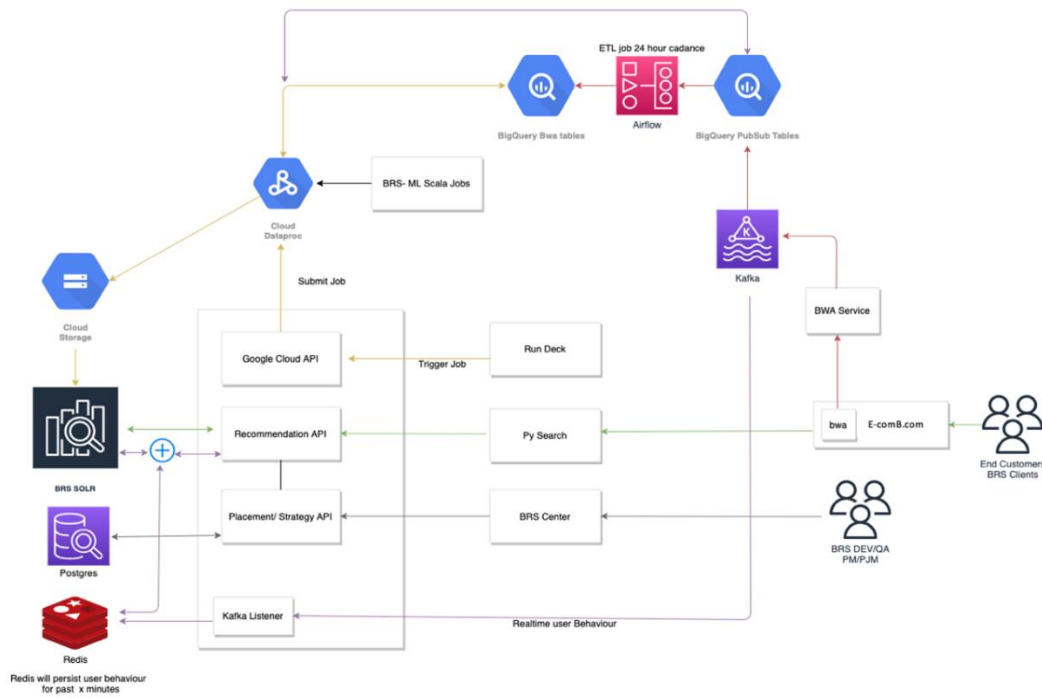 ETL job 24 hour cadance
Airflow
BigQuery Bwa tables
BigQuery PubSub Tables
BRS- ML Scala Jobs
Cloud
Dataproc
K
Kafka
Submit Job
BWA Service
Cloud
Storage
Google Cloud API
Trigger Job
Run Deck
Recommendation API
Py Search
bwa
E-comB.com
End Customers
BRS Clients
BRS SOLR
Placement/ Strategy API
BRS Center
BRS DEV/QA
PM/PJM
Postgres
Kafka Listener
Realtime user Behaviour
Redis
Redis will persist user behaviour
for past x minutes